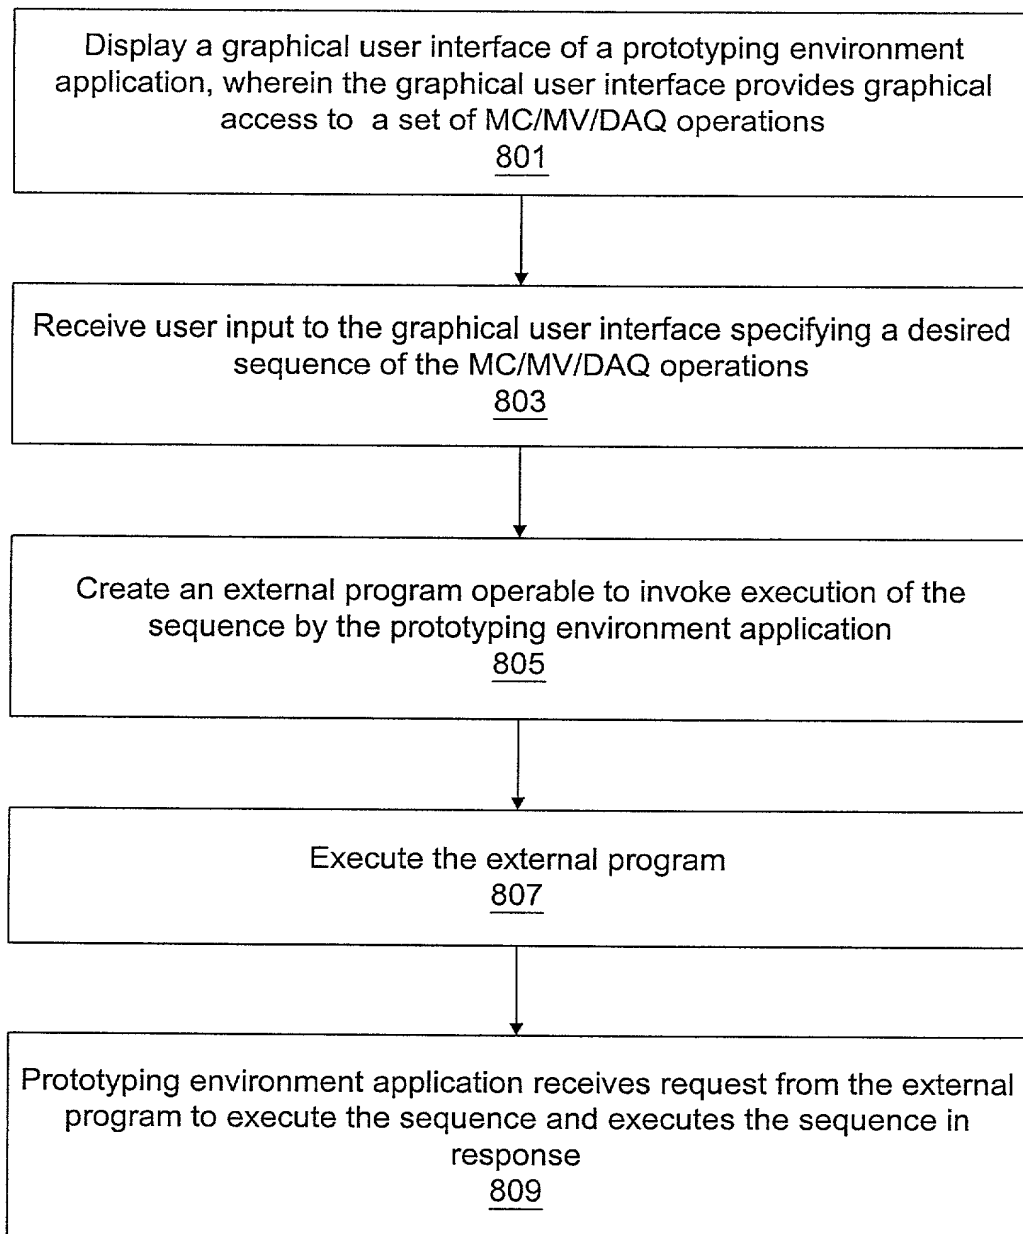 Display a graphical user interface of a prototyping environment
application, wherein the graphical user interface provides graphical
access to a set of MC/MV/DAQ operations
801
Receive user input to the graphical user interface specifying a desired
sequence of the MC/MV/DAQ operations
803
Create an external program operable to invoke execution of the
sequence by the prototyping environment application
805
Execute the external program
807
Prototyping environment application receives request from the external
program to execute the sequence and executes the sequence in
response
809